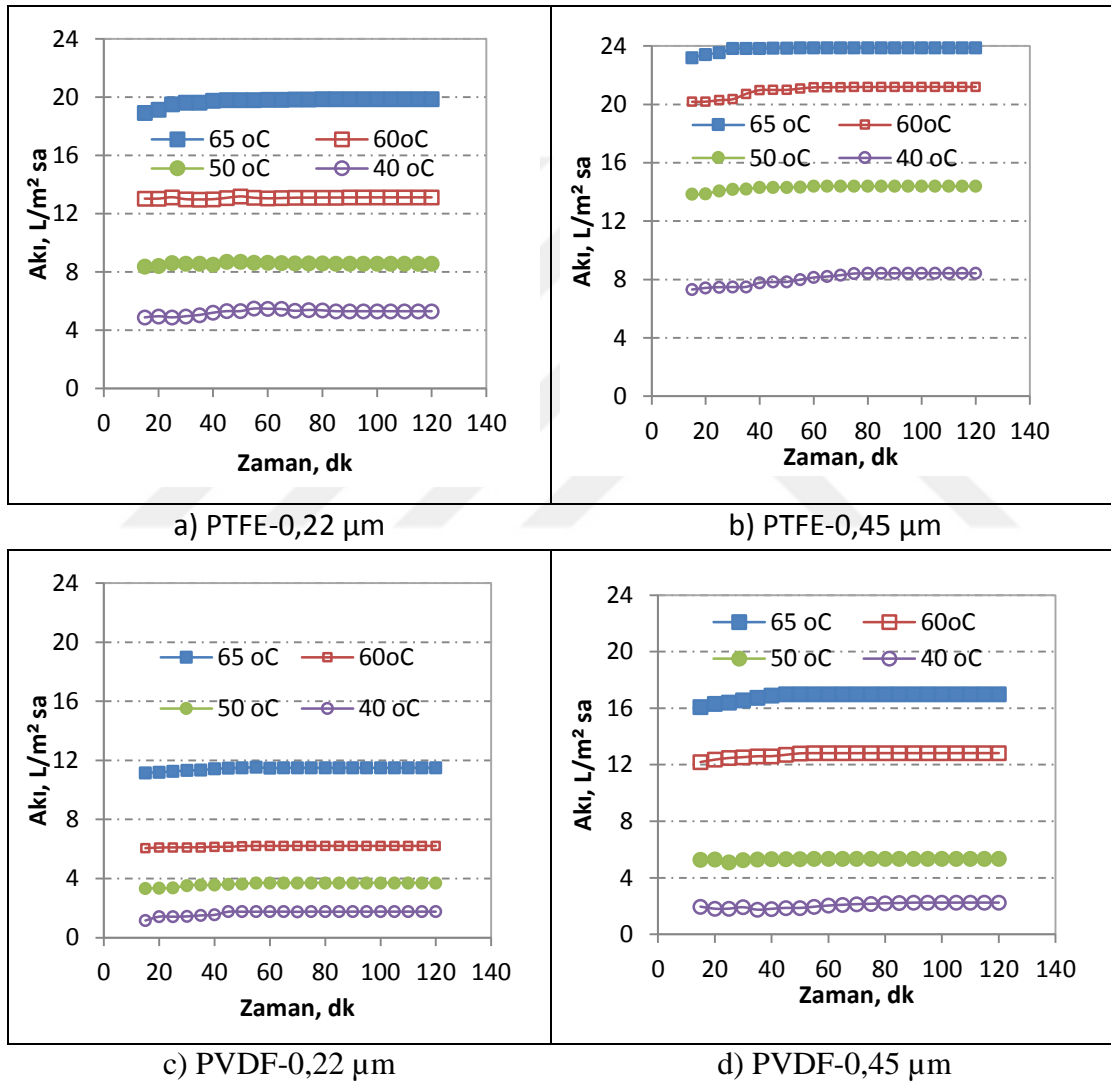 24
20
16
12
8
4
0
Akı, L/m² sa
65 oC 60oC
50 oC 40 oC
0 20 40 60 80 100 120 140
Zaman, dk
a) PTFE-0,22 µm
24
20
16
12
8
4
0
Akı, L/m² sa
65 oC 60oC
50 oC 40 oC
0 20 40 60 80 100 120 140
Zaman, dk
b) PTFE-0,45 µm
24
20
16
12
8
4
0
Akı, L/m² sa
65 oC 60oC
50 oC 40 oC
0 20 40 60 80 100 120 140
Zaman, dk
c) PVDF-0,22 µm
24
20
16
12
8
4
0
Akı, L/m² sa
65 oC 60oC
50 oC 40 oC
0 20 40 60 80 100 120 140
Zaman, dk
d) PVDF-0,45 µm